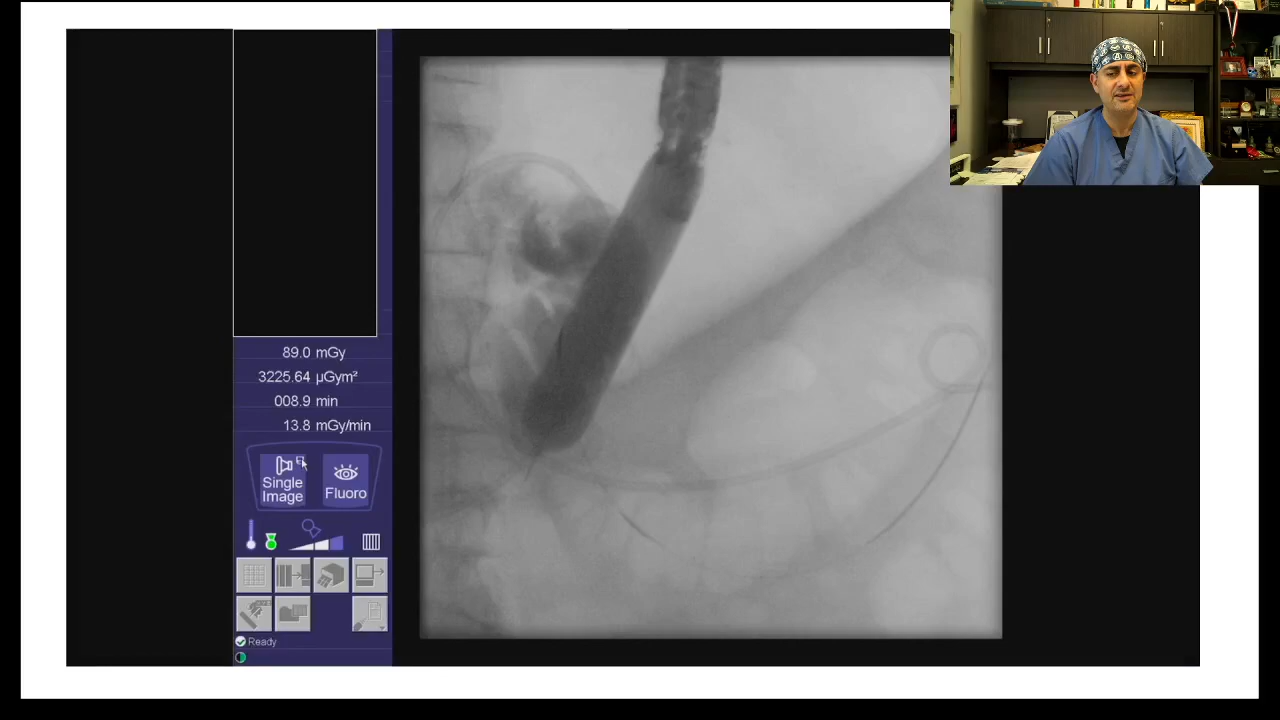 89.0 mGy
3225.64 µGym²
008.9 min
13.8 mGy/min
Single
Image
Fluoro
Ready